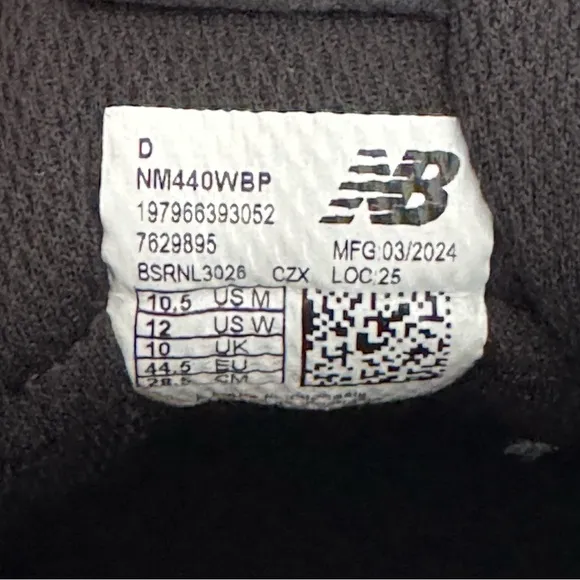 D
NM440WBP
197966393052
7629895
BSRNL3026 CZX
NB
MFG:03/2024
LOC:25
10,5 US M
12 US W
10 UK
44,5 EU
28,5 CM